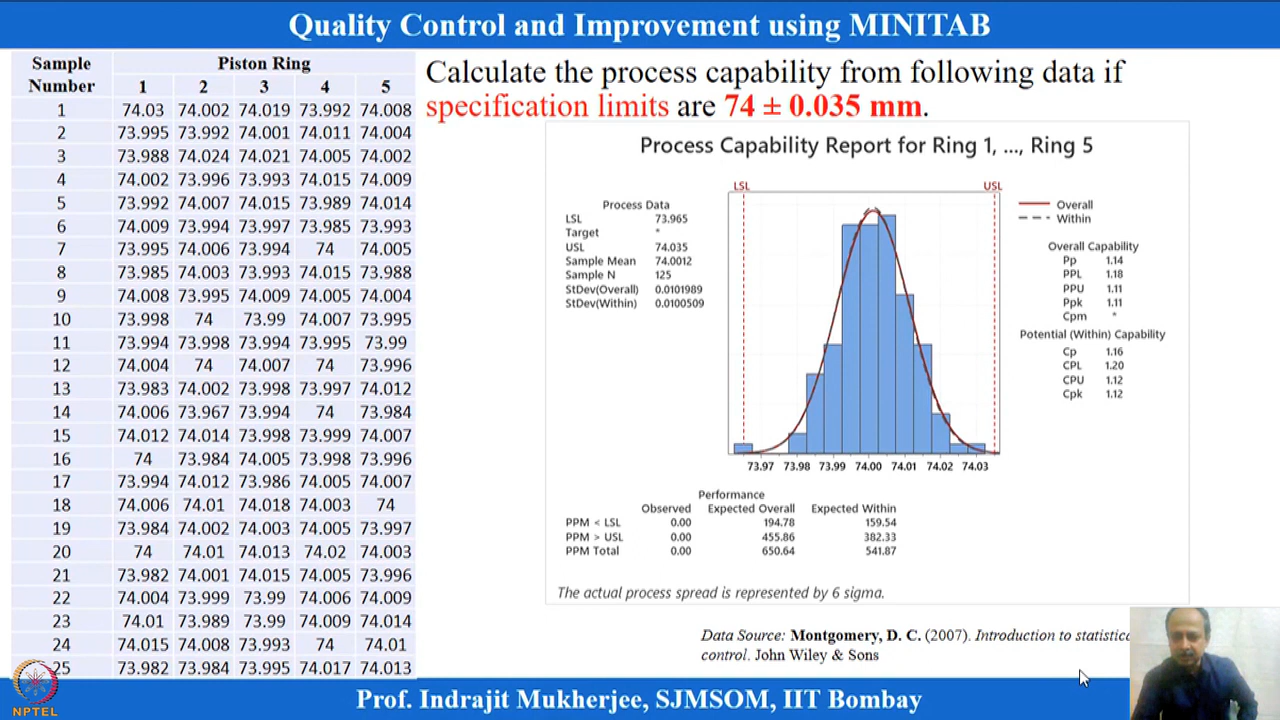 Quality Control and Improvement using MINITAB
Sample Number Piston Ring
1 2 3 4 5
1 74.03 74.002 74.019 73.992 74.008
2 73.995 73.992 74.001 74.011 74.004
3 73.988 74.024 74.021 74.005 74.002
4 74.002 73.996 73.993 74.015 74.009
5 73.992 74.007 74.015 73.989 74.014
6 74.009 73.994 73.997 73.985 73.993
7 73.995 74.006 73.994 74 74.005
8 73.985 74.003 73.993 74.015 73.988
9 74.008 73.995 74.009 74.005 74.004
10 73.998 74 73.99 74.007 73.995
11 73.994 73.998 73.994 73.995 73.99
12 74.004 74 74.007 74 73.996
13 73.983 74.002 73.998 73.997 74.012
14 74.006 73.967 73.994 74 73.984
15 74.012 74.014 73.998 73.999 74.007
16 74 73.984 74.005 73.998 73.996
17 73.994 74.012 73.986 74.005 74.007
18 74.006 74.01 74.018 74.003 74
19 73.984 74.002 74.003 74.005 73.997
20 74 74.01 74.013 74.02 74.003
21 73.982 74.001 74.015 74.005 73.996
22 74.004 73.999 73.99 74.006 74.009
23 74.01 73.989 73.99 74.009 74.014
24 74.015 74.008 73.993 74 74.01
25 73.982 73.984 73.995 74.017 74.013
Calculate the process capability from following data if
specification limits are 74 ± 0.035 mm.
Process Capability Report for Ring 1, ..., Ring 5
LSL USL
Process Data
LSL 73.965
Target *
USL 74.035
Sample Mean 74.0012
Sample N 125
StDev(Overall) 0.0101989
StDev(Within) 0.0100509
Overall
Within
Overall Capability
Pp 1.14
PPL 1.18
PPU 1.11
Ppk 1.11
Cpm *
Potential (Within) Capability
Cp 1.16
CPL 1.20
CPU 1.12
Cpk 1.12
73.97 73.98 73.99 74.00 74.01 74.02 74.03
Performance
Observed Expected Overall Expected Within
PPM < LSL 0.00 194.78 159.54
PPM > USL 0.00 455.86 382.33
PPM Total 0.00 650.64 541.87
The actual process spread is represented by 6 sigma.
Data Source: Montgomery, D. C. (2007). Introduction to statistical
control. John Wiley & Sons
NPTEL
Prof. Indrajit Mukherjee, SJMSOM, IIT Bombay